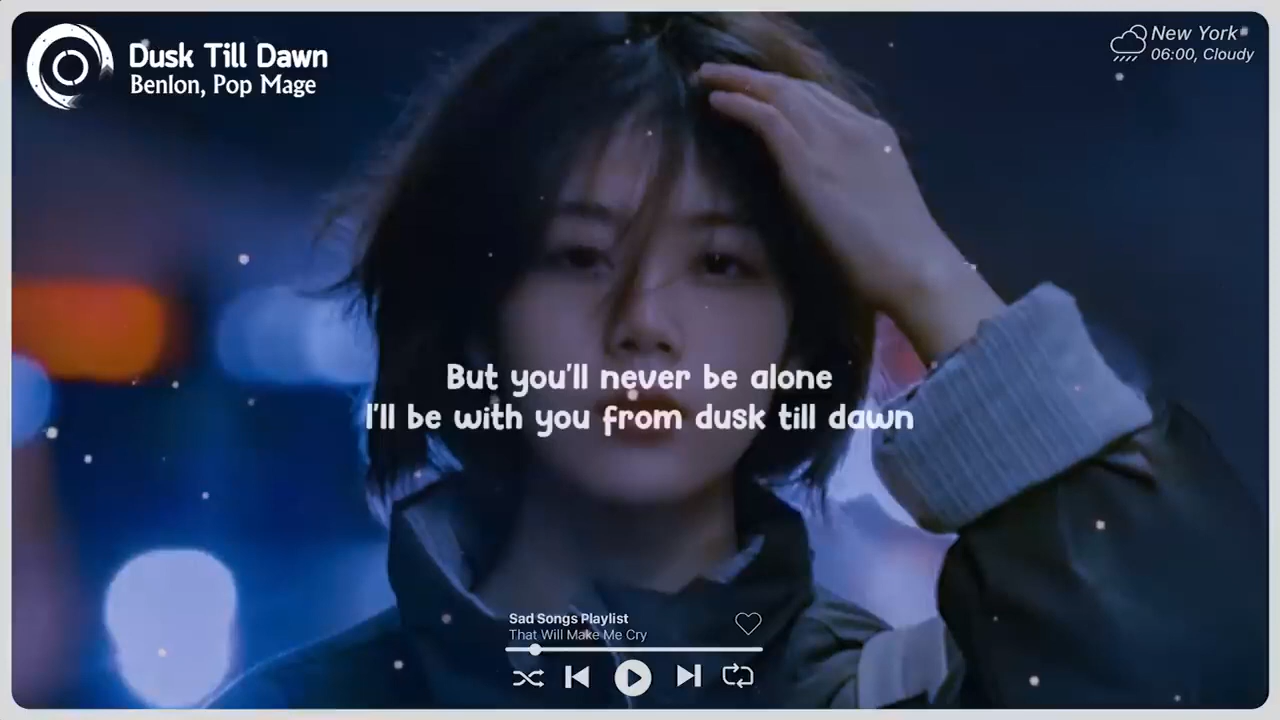 Dusk Till Dawn
Benlon, Pop Mage
New York
06:00, Cloudy
But you'll never be alone
I'll be with you from dusk till dawn
Sad Songs Playlist
That Will Make Me Cry